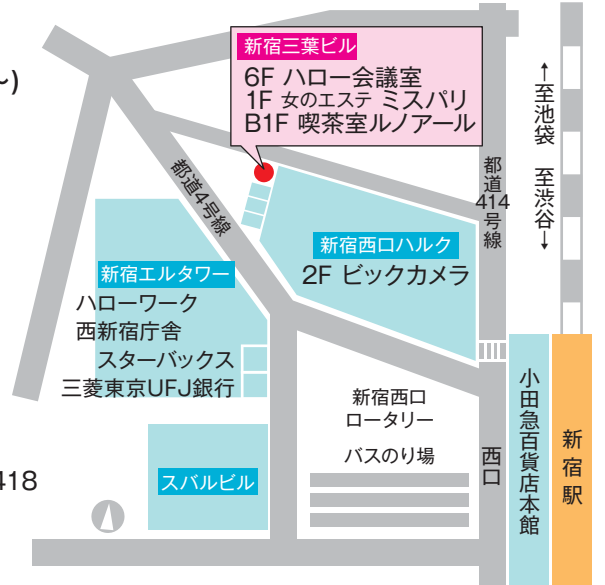 ～)
新宿三葉ビル
6F ハロー会議室
1F 女のエステ ミスパリ
B1F 喫茶室ルノアール
←至池袋　至渋谷→
都道4号線
都道414号線
新宿西口ハルク
2F ビックカメラ
新宿エルタワー
ハローワーク
西新宿庁舎
スターバックス
三菱東京UFJ銀行
新宿西口
ロータリー
バスのり場
西口
小田急百貨店本館
新宿駅
418
スバルビル